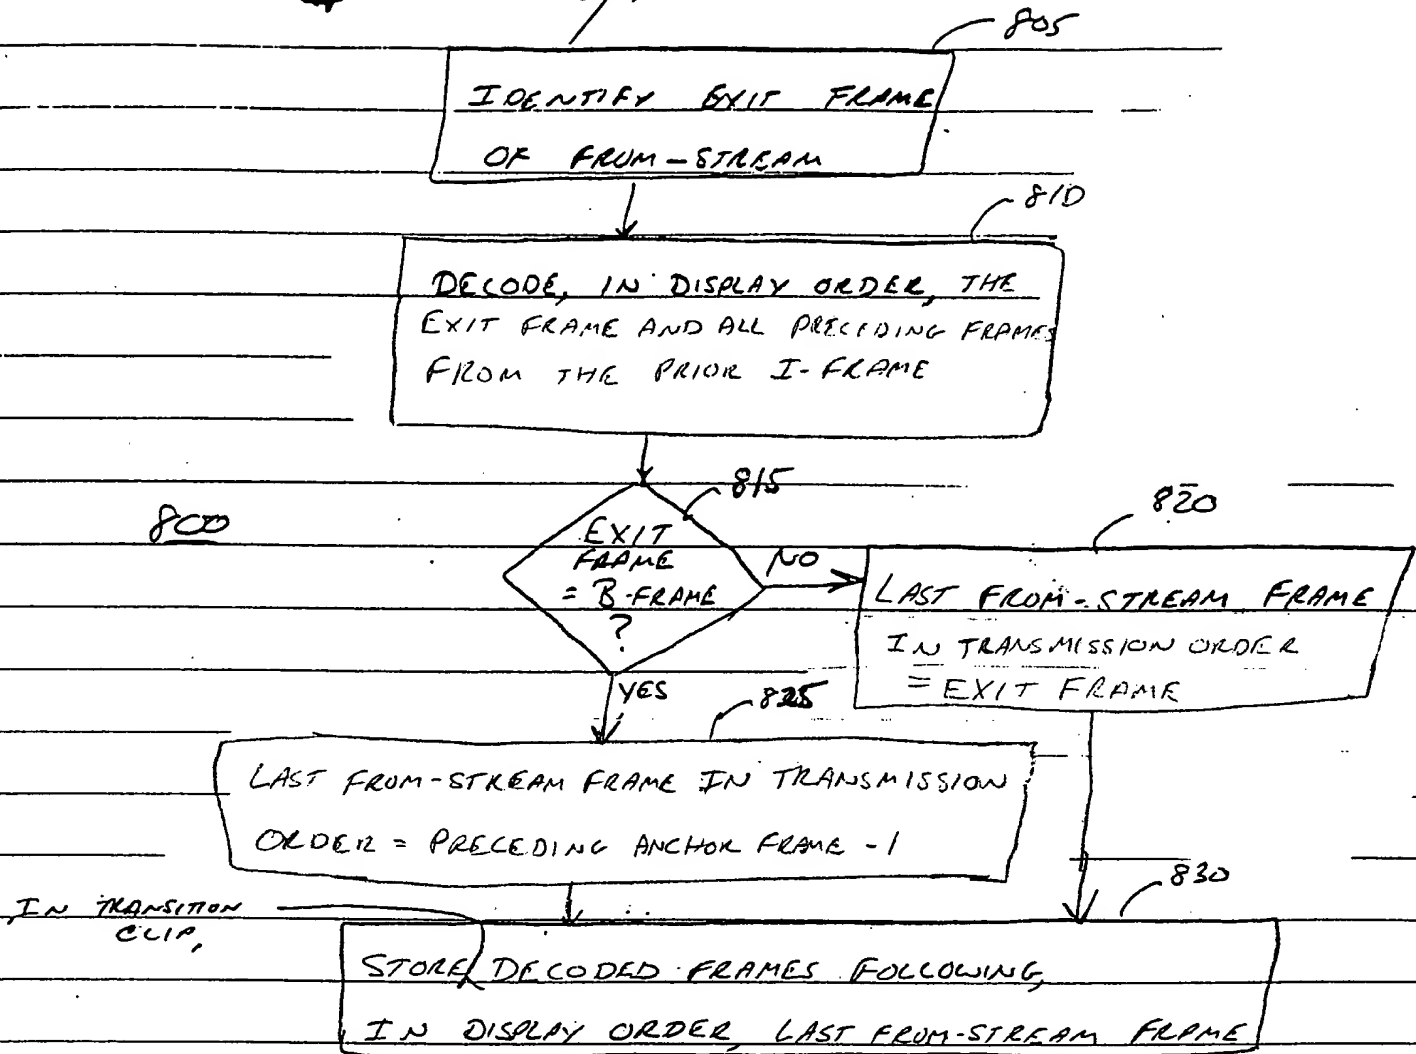 805
IDENTIFY EXIT FRAME
OF FROM-STREAM
810
DECODE, IN DISPLAY ORDER, THE
EXIT FRAME AND ALL PRECEDING FRAMES
FROM THE PRIOR I-FRAME
815
800
EXIT
FRAME
= B-FRAME
?
NO
820
LAST FROM-STREAM FRAME
IN TRANSMISSION ORDER
= EXIT FRAME
YES
825
LAST FROM-STREAM FRAME IN TRANSMISSION
ORDER = PRECEDING ANCHOR FRAME -1
830
IN TRANSITION
CLIP,
STORE DECODED FRAMES FOLLOWING,
IN DISPLAY ORDER, LAST FROM-STREAM FRAME